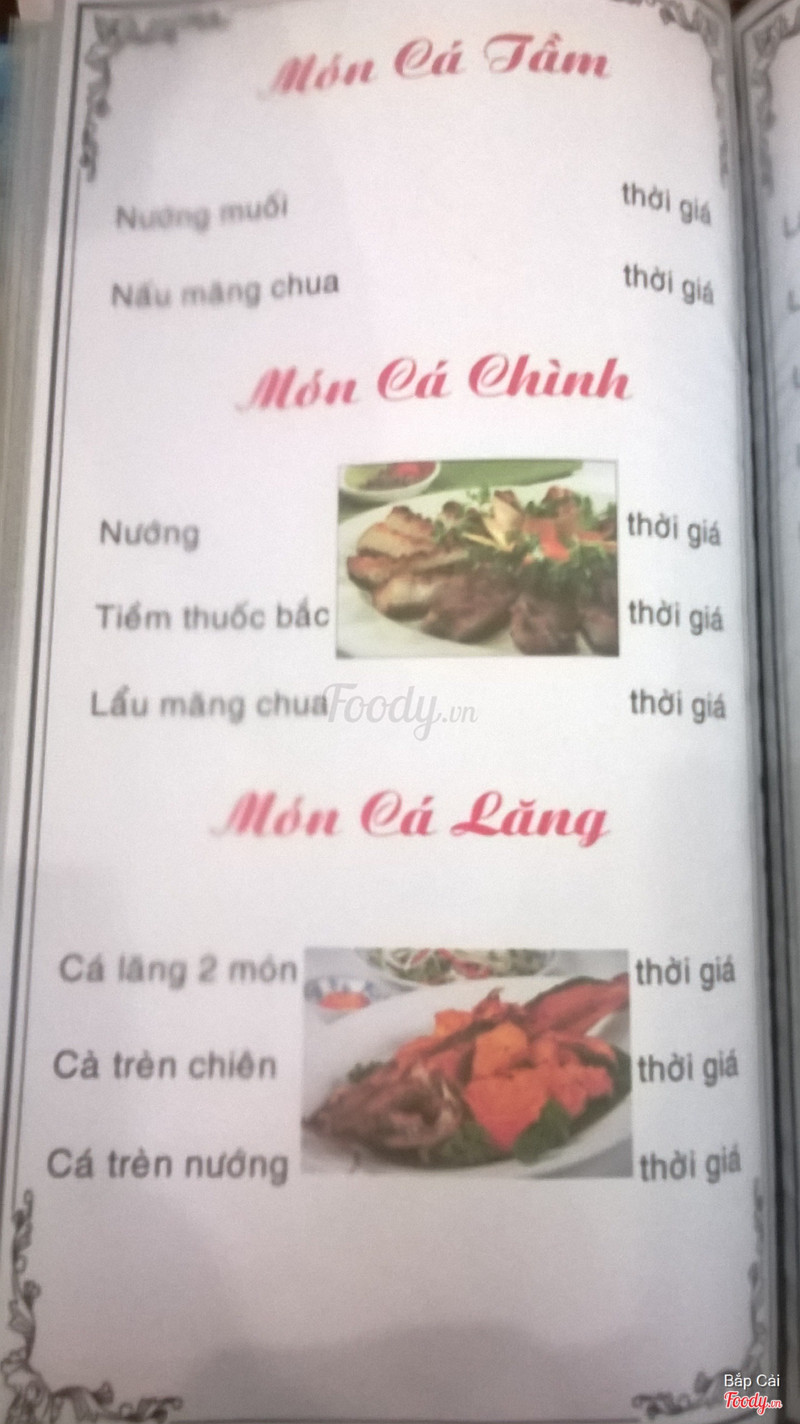 Món Cá Tầm
Nướng muối thời giá
Nấu măng chua thời giá
Món Cá Chình
Nướng thời giá
Tiềm thuốc bắc thời giá
Lẩu măng chua thời giá
Foody.vn
Món Cá Lăng
Cá lăng 2 món thời giá
Cà trèn chiên thời giá
Cá trèn nướng thời giá
Bắp Cải
Foody.vn